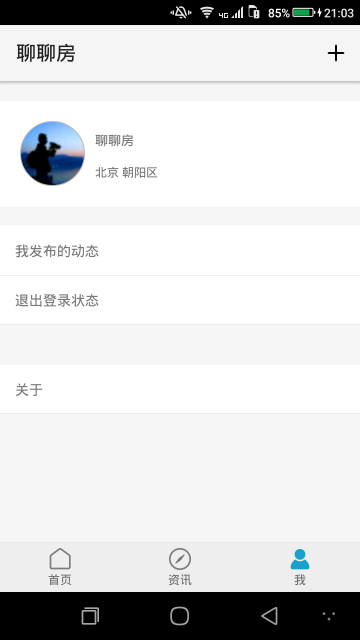 4G 85% 21:03
聊聊房
聊聊房
北京 朝阳区
我发布的动态
退出登录状态
关于
首页 资讯 我